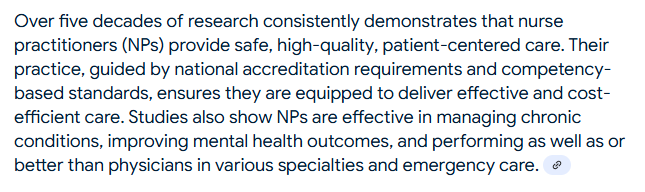 Over five decades of research consistently demonstrates that nurse
practitioners (NPs) provide safe, high-quality, patient-centered care. Their
practice, guided by national accreditation requirements and competency-
based standards, ensures they are equipped to deliver effective and cost-
efficient care. Studies also show NPs are effective in managing chronic
conditions, improving mental health outcomes, and performing as well as or
better than physicians in various specialties and emergency care.